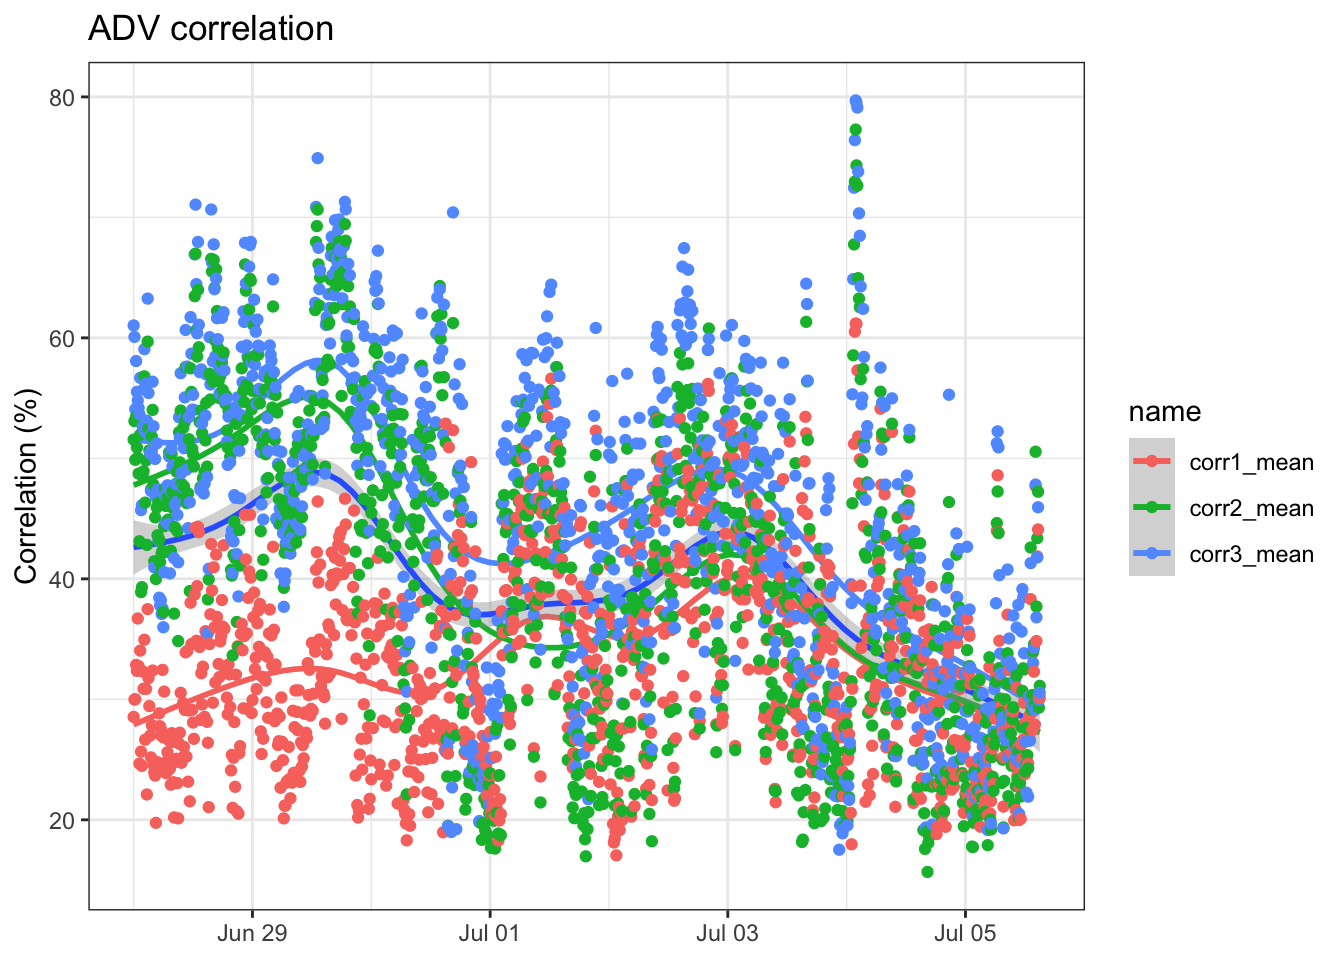 ADV correlation
80
60
40
20
Correlation (%)
Jun 29
Jul 01
Jul 03
Jul 05
name
corr1_mean
corr2_mean
corr3_mean